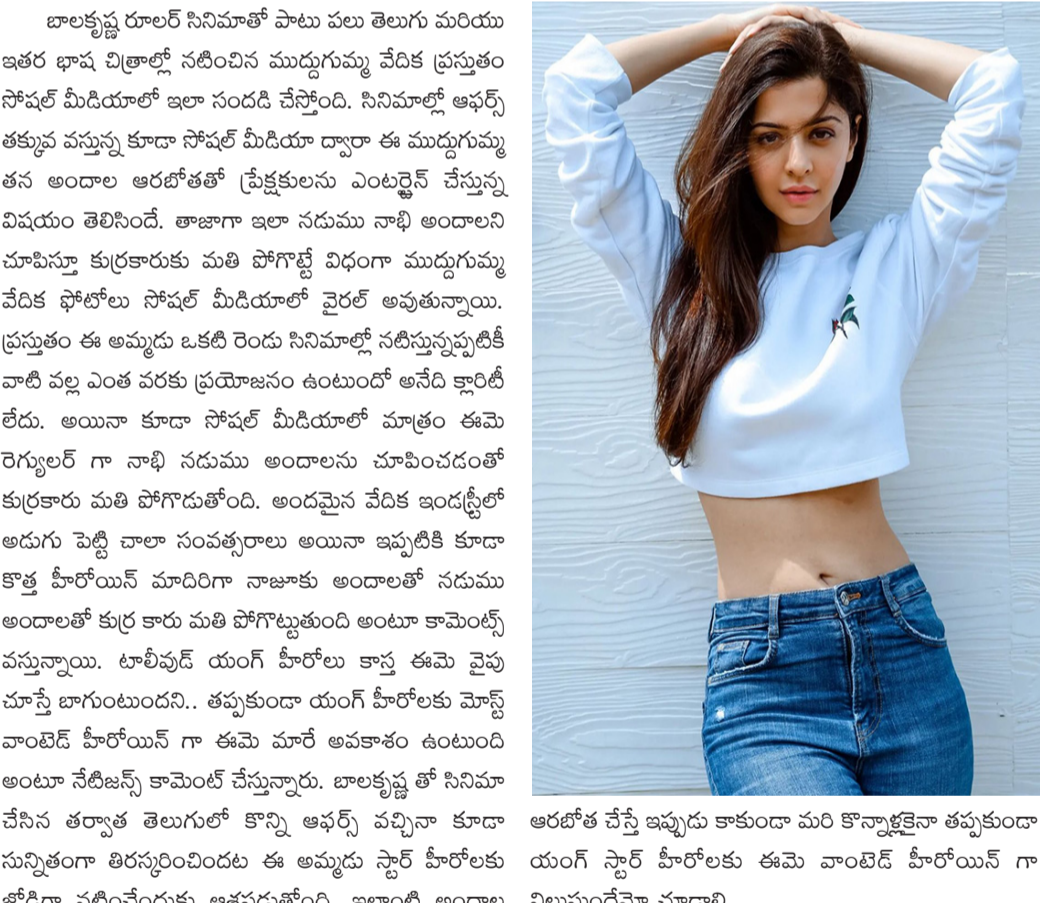 బాలకృష్ణ రూలర్ సినిమాతో పాటు పలు తెలుగు మరియు
ఇతర భాష చిత్రాల్లో నటించిన ముద్దుగుమ్మ వేదిక ప్రస్తుతం
సోషల్ మీడియాలో ఇలా సందడి చేస్తోంది. సినిమాల్లో ఆఫర్స్
తక్కువ వస్తున్న కూడా సోషల్ మీడియా ద్వారా ఈ ముద్దుగుమ్మ
తన అందాల ఆరబోతతో ప్రేక్షకులను ఎంటర్టైన్ చేస్తున్న
విషయం తెలిసిందే. తాజాగా ఇలా నడుము నాభి అందాలని
చూపిస్తూ కుర్రకారుకు మతి పోగొట్టే విధంగా ముద్దుగుమ్మ
వేదిక ఫోటోలు సోషల్ మీడియాలో వైరల్ అవుతున్నాయి.
ప్రస్తుతం ఈ అమ్మడు ఒకటి రెండు సినిమాల్లో నటిస్తున్నప్పటికీ
వాటి వల్ల ఎంత వరకు ప్రయోజనం ఉంటుందో అనేది క్లారిటీ
లేదు. అయినా కూడా సోషల్ మీడియాలో మాత్రం ఈమె
రెగ్యులర్ గా నాభి నడుము అందాలను చూపించడంతో
కుర్రకారు మతి పోగొడుతోంది. అందమైన వేదిక ఇండస్ట్రీలో
అడుగు పెట్టి చాలా సంవత్సరాలు అయినా ఇప్పటికి కూడా
కొత్త హీరోయిన్ మాదిరిగా నాజూకు అందాలతో నడుము
అందాలతో కుర్ర కారు మతి పోగొట్టుతుంది అంటూ కామెంట్స్
వస్తున్నాయి. టాలీవుడ్ యంగ్ హీరోలు కాస్త ఈమె వైపు
చూస్తే బాగుంటుందని.. తప్పకుండా యంగ్ హీరోలకు మోస్ట్
వాంటెడ్ హీరోయిన్ గా ఈమె మారే అవకాశం ఉంటుంది
అంటూ నేటిజన్స్ కామెంట్ చేస్తున్నారు. బాలకృష్ణ తో సినిమా
చేసిన తర్వాత తెలుగులో కొన్ని ఆఫర్స్ వచ్చినా కూడా
సున్నితంగా తిరస్కరించిందట ఈ అమ్మడు స్టార్ హీరోలకు
జోడిగా నటించేందుకు ఆశపడుతోంది. ఇలాంటి అందాల
ఆరబోత చేస్తే ఇప్పుడు కాకుండా మరి కొన్నాళ్లకైనా తప్పకుండా
యంగ్ స్టార్ హీరోలకు ఈమె వాంటెడ్ హీరోయిన్ గా
నిలుస్తుందేమో చూడాలి.